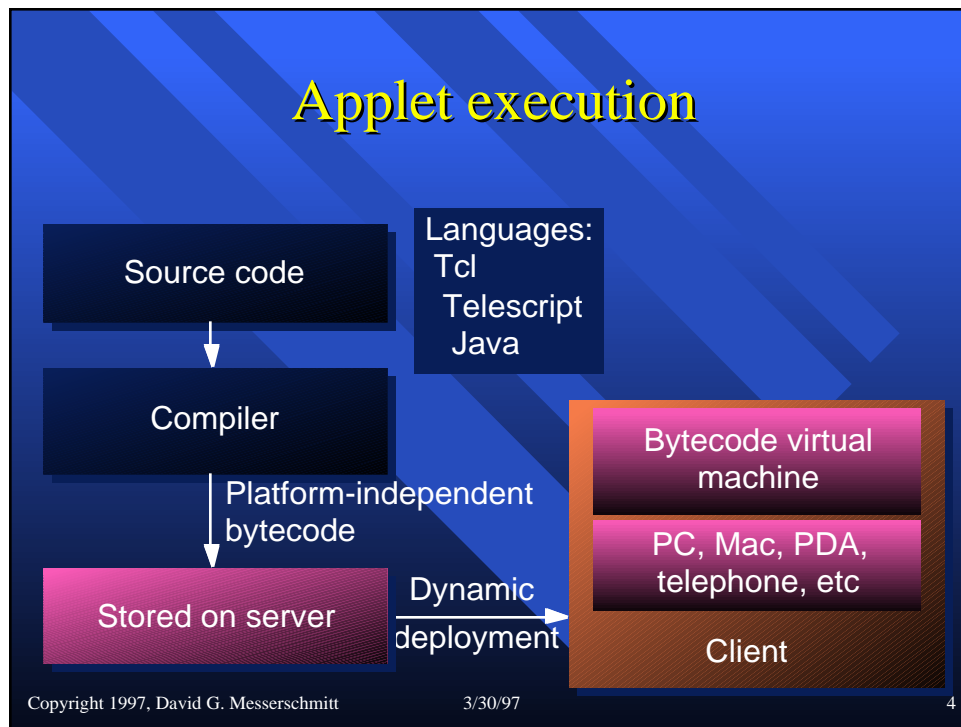 Applet execution
Source code
Languages:
Tcl
Telescript
Java
Compiler
Platform-independent
bytecode
Stored on server
Dynamic
deployment
Bytecode virtual
machine
PC, Mac, PDA,
telephone, etc
Client
Copyright 1997, David G. Messerschmitt
3/30/97
4